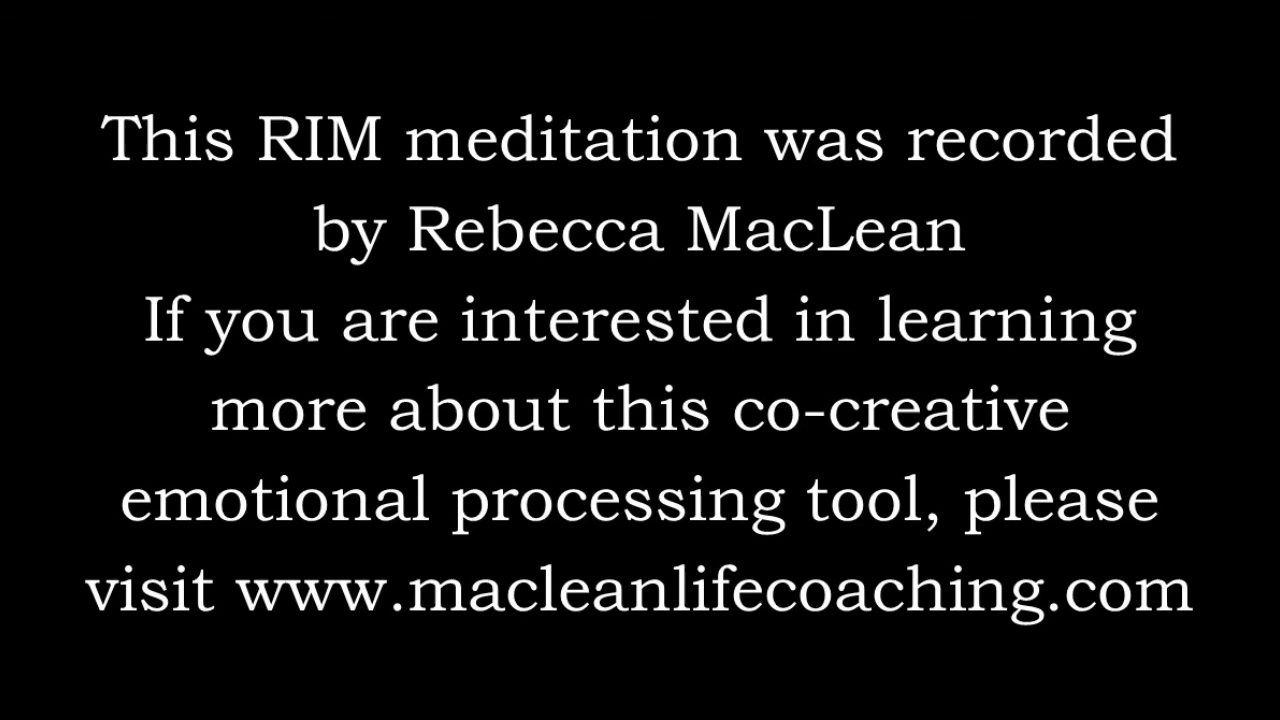 This RIM meditation was recorded
by Rebecca MacLean
If you are interested in learning
more about this co-creative
emotional processing tool, please
visit www.macleanlifecoaching.com